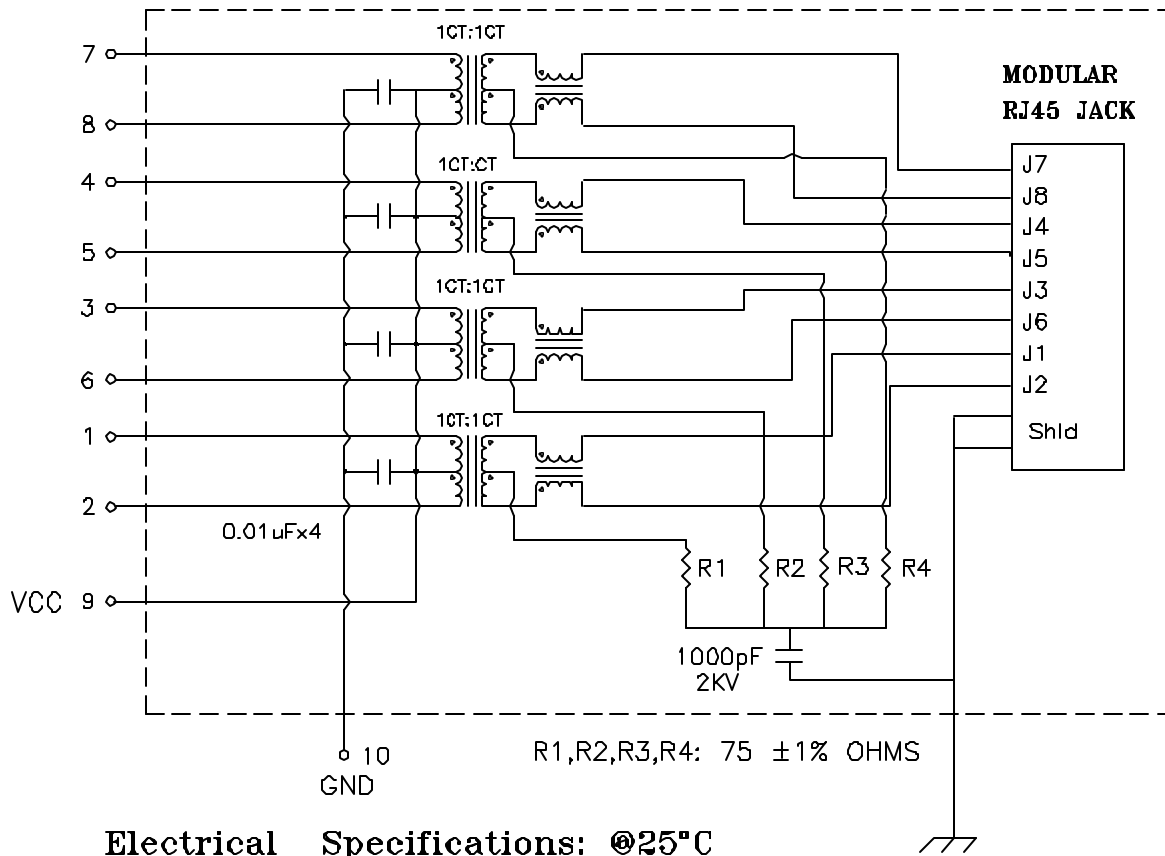 1CT:1CT
7
MODULAR
RJ45 JACK
8
J7
1CT:CT
4
J8
J4
5
J5
1CT:1CT
3
J3
J6
6
J1
J2
1CT:1CT
1
Shld
2
0.01uFx4
R1
R2
R3
R4
VCC 9
1000pF
2KV
10
GND
R1,R2,R3,R4: 75 ±1% OHMS
Electrical Specifications: @25°C